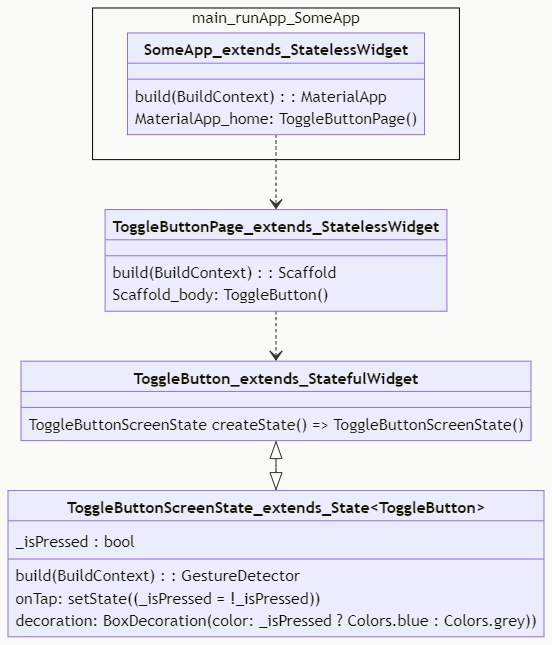 main_runApp_SomeApp
SomeApp_extends_StatelessWidget
build(BuildContext) : : MaterialApp
MaterialApp_home: ToggleButtonPage()
ToggleButtonPage_extends_StatelessWidget
build(BuildContext) : : Scaffold
Scaffold_body: ToggleButton()
ToggleButton_extends_StatefulWidget
ToggleButtonScreenState createState() => ToggleButtonScreenState()
ToggleButtonScreenState_extends_State<ToggleButton>
_isPressed : bool
build(BuildContext) : : GestureDetector
onTap: setState((_isPressed = !_isPressed))
decoration: BoxDecoration(color: _isPressed ? Colors.blue : Colors.grey))